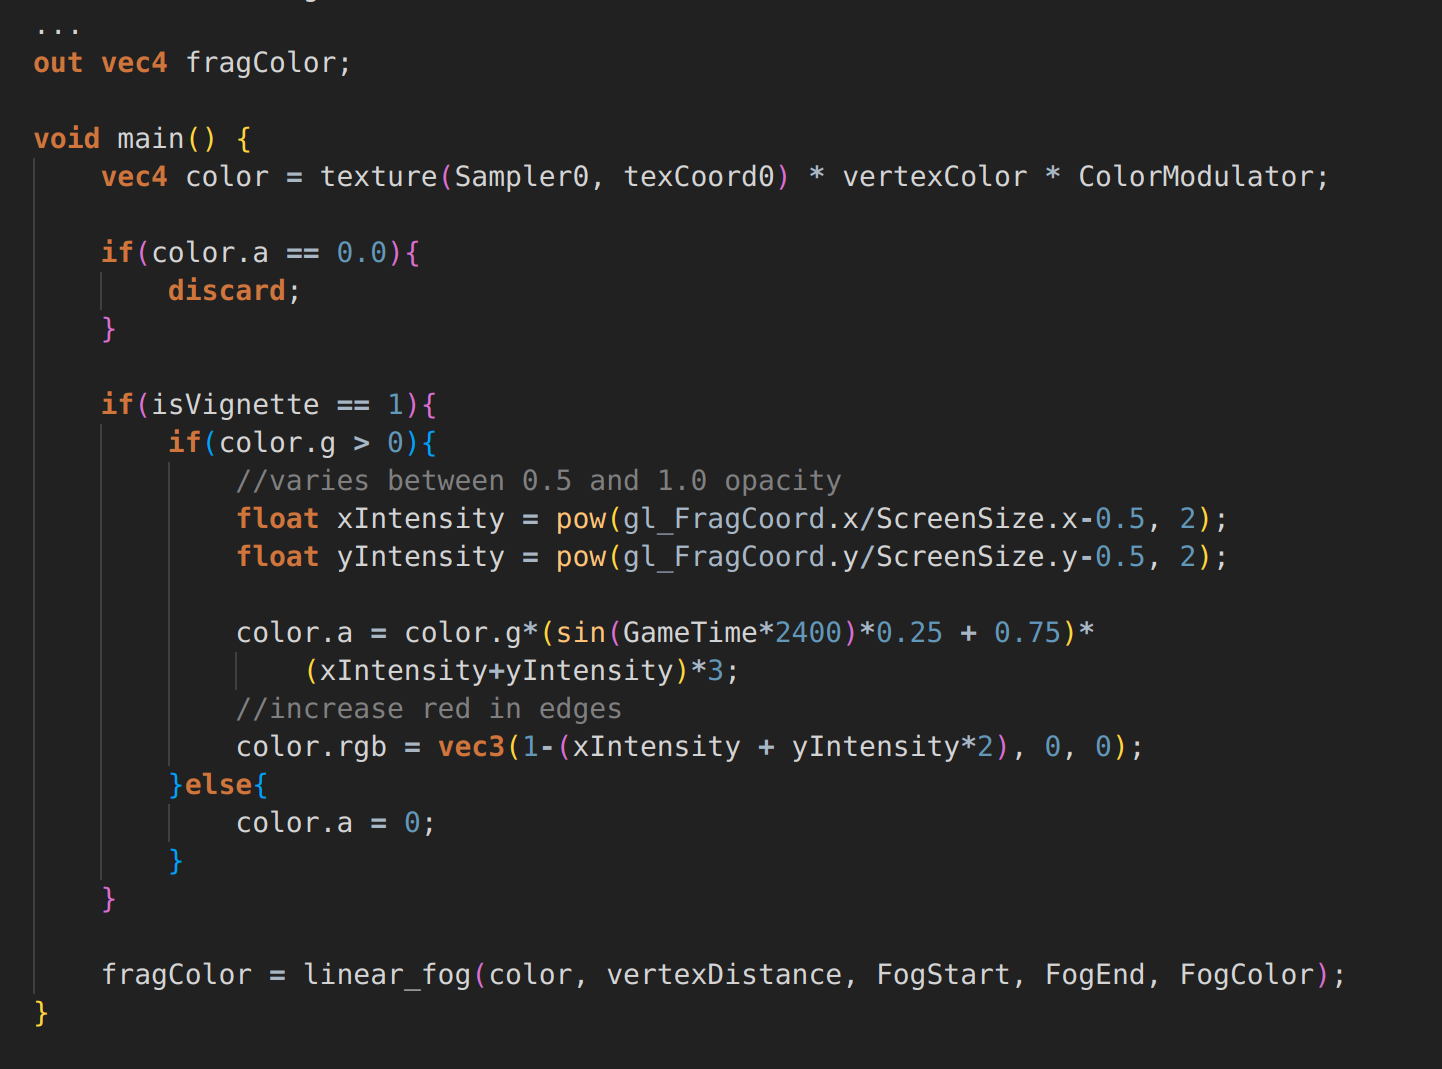 ...
out vec4 fragColor;
void main() {
vec4 color = texture(Sampler0, texCoord0) * vertexColor * ColorModulator;
if(color.a == 0.0){
discard;
}
if(isVignette == 1){
if(color.g > 0){
//varies between 0.5 and 1.0 opacity
float xIntensity = pow(gl_FragCoord.x/ScreenSize.x-0.5, 2);
float yIntensity = pow(gl_FragCoord.y/ScreenSize.y-0.5, 2);
color.a = color.g*(sin(GameTime*2400)*0.25 + 0.75)*
(xIntensity+yIntensity)*3;
//increase red in edges
color.rgb = vec3(1-(xIntensity + yIntensity*2), 0, 0);
}else{
color.a = 0;
}
}
fragColor = linear_fog(color, vertexDistance, FogStart, FogEnd, FogColor);
}